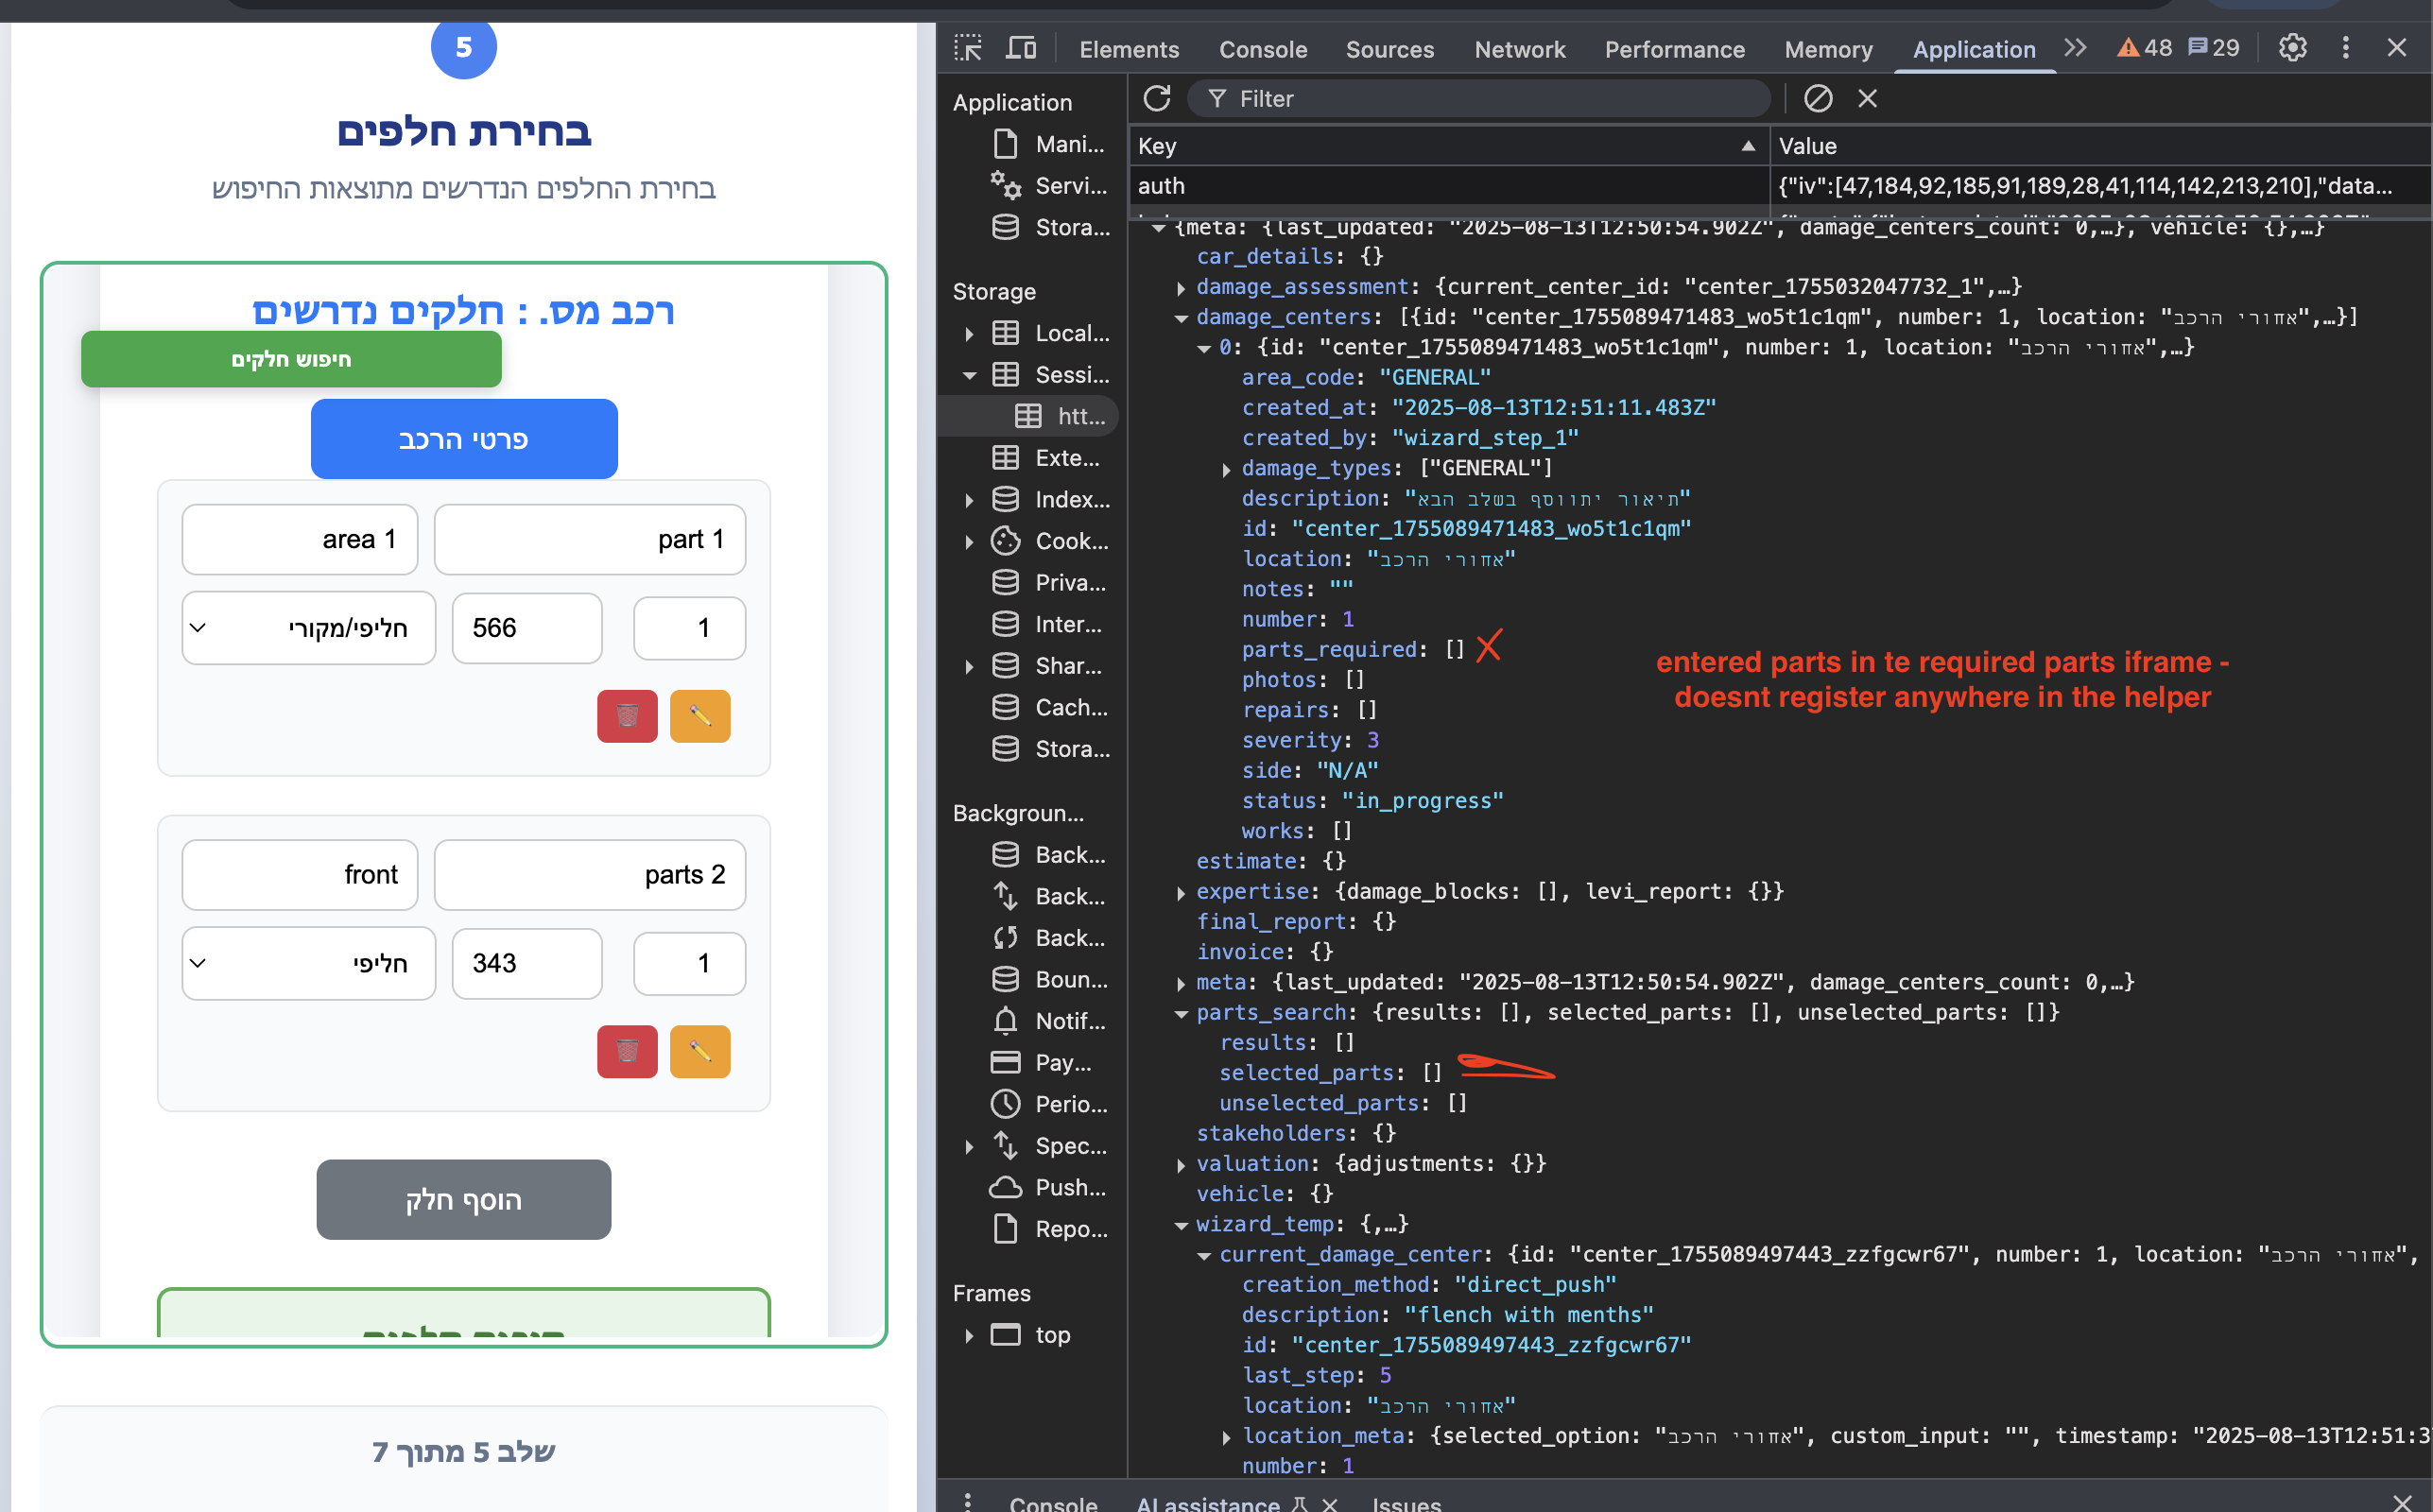 5
בחירת חלפים
בחירת החלפים הנדרשים מתוצאות החיפוש
רכב מס. : חלקים נדרשים
חיפוש חלקים
פרטי הרכב
part 1
area 1
1
566
חליפי/מקורי
parts 2
front
1
343
חליפי
הוסף חלק
שלב 5 מתוך 7
Elements Console Sources Network Performance Memory Application 48 29
Application
Mani...
Servi...
Stora...
Storage
Local...
Sessi...
htt...
Exte...
Index...
Cook...
Priva...
Inter...
Shar...
Cach...
Stora...
Backgroun...
Back...
Back...
Back...
Boun...
Notif...
Pay...
Perio...
Spec...
Push...
Repo...
Frames
top
Filter
Key Value
auth {"iv":[47,184,92,185,91,189,28,41,114,142,213,210],"data...
{meta: {last_updated: "2025-08-13T12:50:54.902Z", damage_centers_count: 0,…}, vehicle: {},…}
car_details: {}
damage_assessment: {current_center_id: "center_1755032047732_1",…}
damage_centers: [{id: "center_1755089471483_wo5t1c1qm", number: 1, location: "אחורי הרכב",…}]
0: {id: "center_1755089471483_wo5t1c1qm", number: 1, location: "אחורי הרכב",…}
area_code: "GENERAL"
created_at: "2025-08-13T12:51:11.483Z"
created_by: "wizard_step_1"
damage_types: ["GENERAL"]
description: "תיאור יתווסף בשלב הבא"
id: "center_1755089471483_wo5t1c1qm"
location: "אחורי הרכב"
notes: ""
number: 1
parts_required: []
photos: []
repairs: []
severity: 3
side: "N/A"
status: "in_progress"
works: []
estimate: {}
expertise: {damage_blocks: [], levi_report: {}}
final_report: {}
invoice: {}
meta: {last_updated: "2025-08-13T12:50:54.902Z", damage_centers_count: 0,…}
parts_search: {results: [], selected_parts: [], unselected_parts: []}
results: []
selected_parts: []
unselected_parts: []
stakeholders: {}
valuation: {adjustments: {}}
vehicle: {}
wizard_temp: {,…}
current_damage_center: {id: "center_1755089497443_zzfgcwr67", number: 1, location: "אחורי הרכב",
creation_method: "direct_push"
description: "flench with menths"
id: "center_1755089497443_zzfgcwr67"
last_step: 5
location: "אחורי הרכב"
location_meta: {selected_option: "אחורי הרכב", custom_input: "", timestamp: "2025-08-13T12:51:3
number: 1
entered parts in te required parts iframe -
doesnt register anywhere in the helper
Console AI assistance Issues